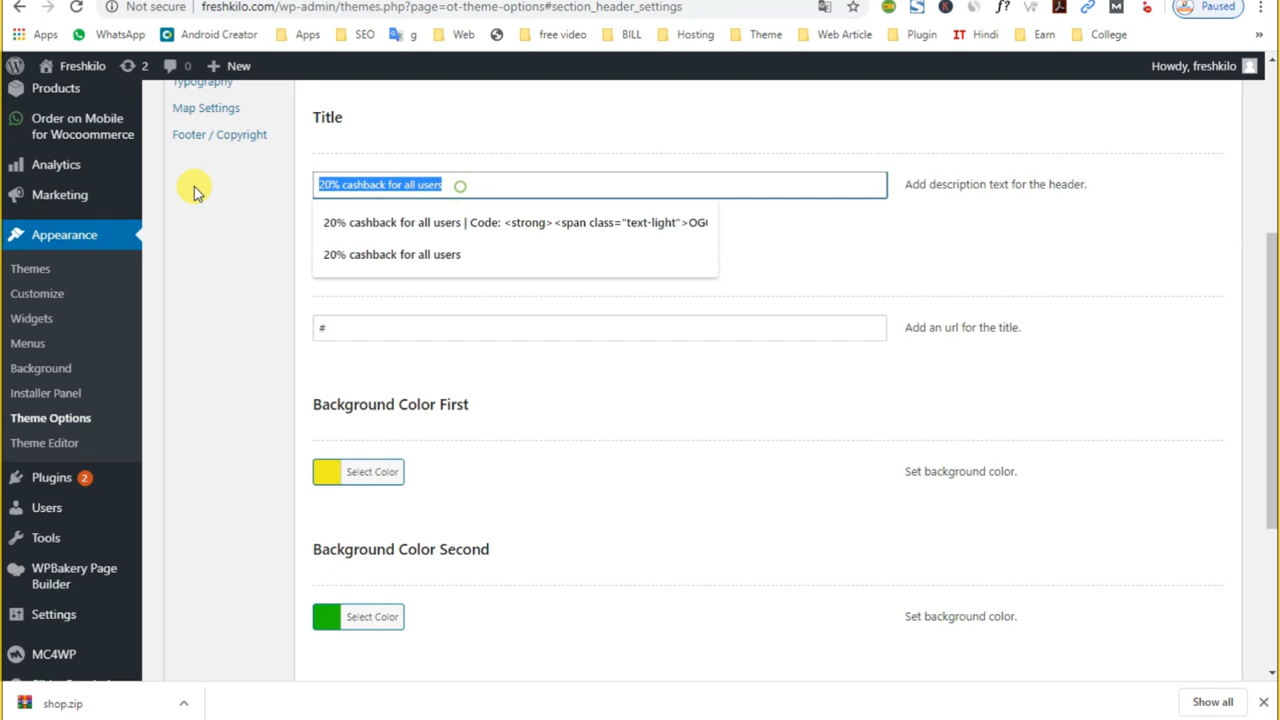 Not secure freshkilo.com/wp-admin/themes.php?page=ot-theme-options#section_header_settings Paused
Apps WhatsApp Android Creator Apps SEO g Web free video BILL Hosting Theme Web Article Plugin IT Hindi Earn College »
Freshkilo 2 0 New Howdy, freshkilo
Products
Order on Mobile
for Wocoommerce
Analytics
Marketing
Appearance
Themes
Customize
Widgets
Menus
Background
Installer Panel
Theme Options
Theme Editor
Plugins 2
Users
Tools
WPBakery Page
Builder
Settings
MC4WP
Typography
Map Settings
Footer / Copyright
Title
20% cashback for all users Add description text for the header.
20% cashback for all users | Code: <strong><span class="text-light">OG
20% cashback for all users
# Add an url for the title.
Background Color First
Select Color Set background color.
Background Color Second
Select Color Set background color.
shop.zip Show all